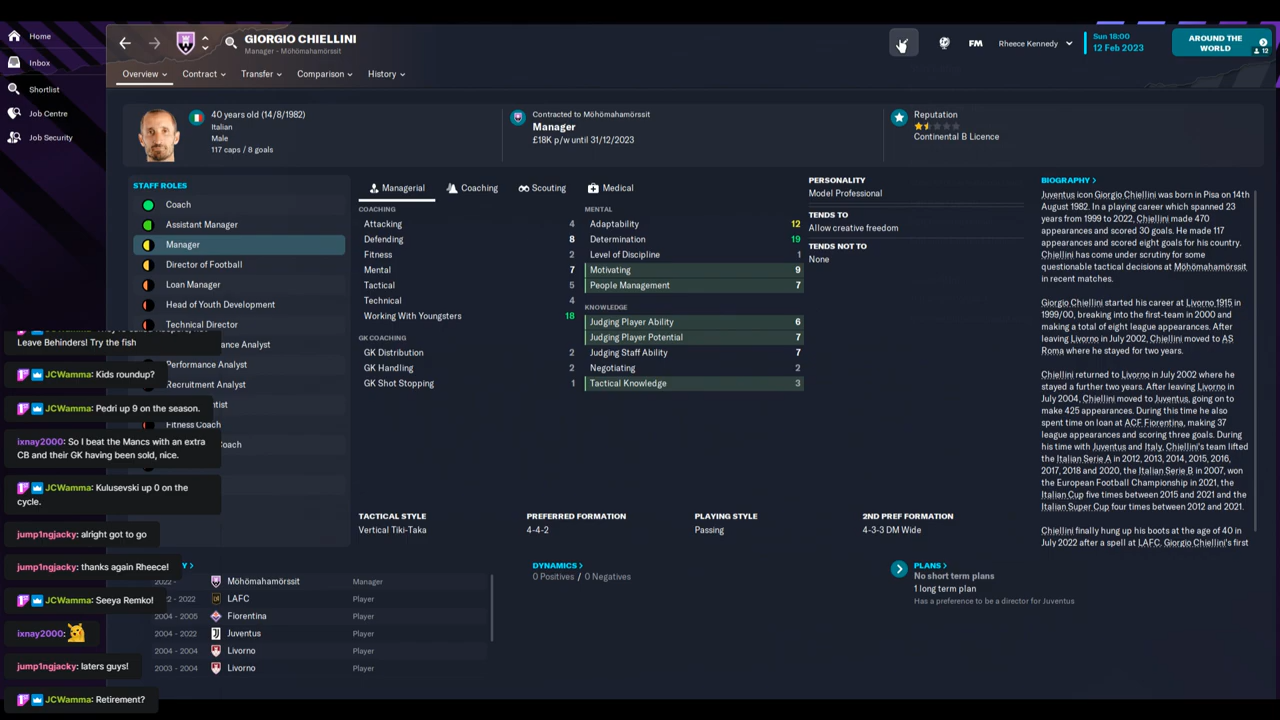 Home
Inbox
Shortlist
Job Centre
Job Security
GIORGIO CHIELLINI
Manager - Möhömahamörssit
FM
Rheece Kennedy
Sun 18:00
12 Feb 2023
AROUND THE
WORLD
12
Overview
Contract
Transfer
Comparison
History
40 years old (14/8/1982)
Italian
Male
117 caps / 8 goals
Contracted to Möhömahamörssit
Manager
£18K p/w until 31/12/2023
Reputation
Continental B Licence
STAFF ROLES
Coach
Assistant Manager
Manager
Director of Football
Loan Manager
Head of Youth Development
Technical Director
Performance Analyst
Recruitment Analyst
Fitness Coach
Managerial
Coaching
Scouting
Medical
COACHING
Attacking 4
Defending 8
Fitness 2
Mental 7
Tactical 5
Technical 4
Working With Youngsters 18
GK COACHING
GK Distribution 2
GK Handling 2
GK Shot Stopping 1
MENTAL
Adaptability 12
Determination 19
Level of Discipline 1
Motivating 9
People Management 7
KNOWLEDGE
Judging Player Ability 6
Judging Player Potential 7
Judging Staff Ability 7
Negotiating 2
Tactical Knowledge 3
PERSONALITY
Model Professional
TENDS TO
Allow creative freedom
TENDS NOT TO
None
BIOGRAPHY
Juventus icon Giorgio Chiellini was born in Pisa on 14th
August 1982. In a playing career which spanned 23
years from 1999 to 2022, Chiellini made 470
appearances and scored 30 goals. He made 117
appearances and scored eight goals for his country.
Chiellini has come under scrutiny for some
questionable tactical decisions at Möhömahamörssit
in recent matches.
Giorgio Chiellini started his career at Livorno 1915 in
1999/00, breaking into the first-team in 2000 and
making a total of eight league appearances. After
leaving Livorno in July 2002, Chiellini moved to AS
Roma where he stayed for two years.
Chiellini returned to Livorno in July 2002 where he
stayed a further two years. After leaving Livorno in
July 2004, Chiellini moved to Juventus, going on to
make 425 appearances. During this time he also
spent time on loan at ACF Fiorentina, making 37
league appearances and scoring three goals. During
his time with Juventus and Italy, Chiellini's team lifted
the Italian Serie A in 2012, 2013, 2014, 2015, 2016,
2017, 2018 and 2020, the Italian Serie B in 2007, won
the European Football Championship in 2021, the
Italian Cup five times between 2015 and 2021 and the
Italian Super Cup four times between 2012 and 2021.
Chiellini finally hung up his boots at the age of 40 in
July 2022 after a spell at LAFC. Giorgio Chiellini's first
TACTICAL STYLE
Vertical Tiki-Taka
PREFERRED FORMATION
4-4-2
PLAYING STYLE
Passing
2ND PREF FORMATION
4-3-3 DM Wide
2022 - Möhömahamörssit Manager
2022 LAFC Player
2004 - 2005 Fiorentina Player
2004 - 2022 Juventus Player
2004 - 2004 Livorno Player
2003 - 2004 Livorno Player
DYNAMICS
0 Positives / 0 Negatives
PLANS
No short term plans
1 long term plan
Has a preference to be a director for Juventus
Leave Behinders! Try the fish
JCWamma: Kids roundup?
JCWamma: Pedri up 9 on the season.
ixnay2000: So I beat the Mancs with an extra
CB and their GK having been sold, nice.
JCWamma: Kulusevski up 0 on the
cycle.
jump1ngjacky: alright got to go
jump1ngjacky: thanks again Rheece!
JCWamma: Seeya Remko!
ixnay2000:
jump1ngjacky: laters guys!
JCWamma: Retirement?